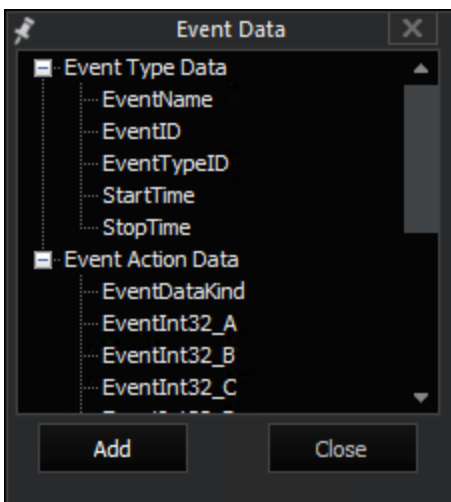 Event Data
Event Type Data
EventName
EventID
EventTypeID
StartTime
StopTime
Event Action Data
EventDataKind
EventInt32_A
EventInt32_B
EventInt32_C
Add Close